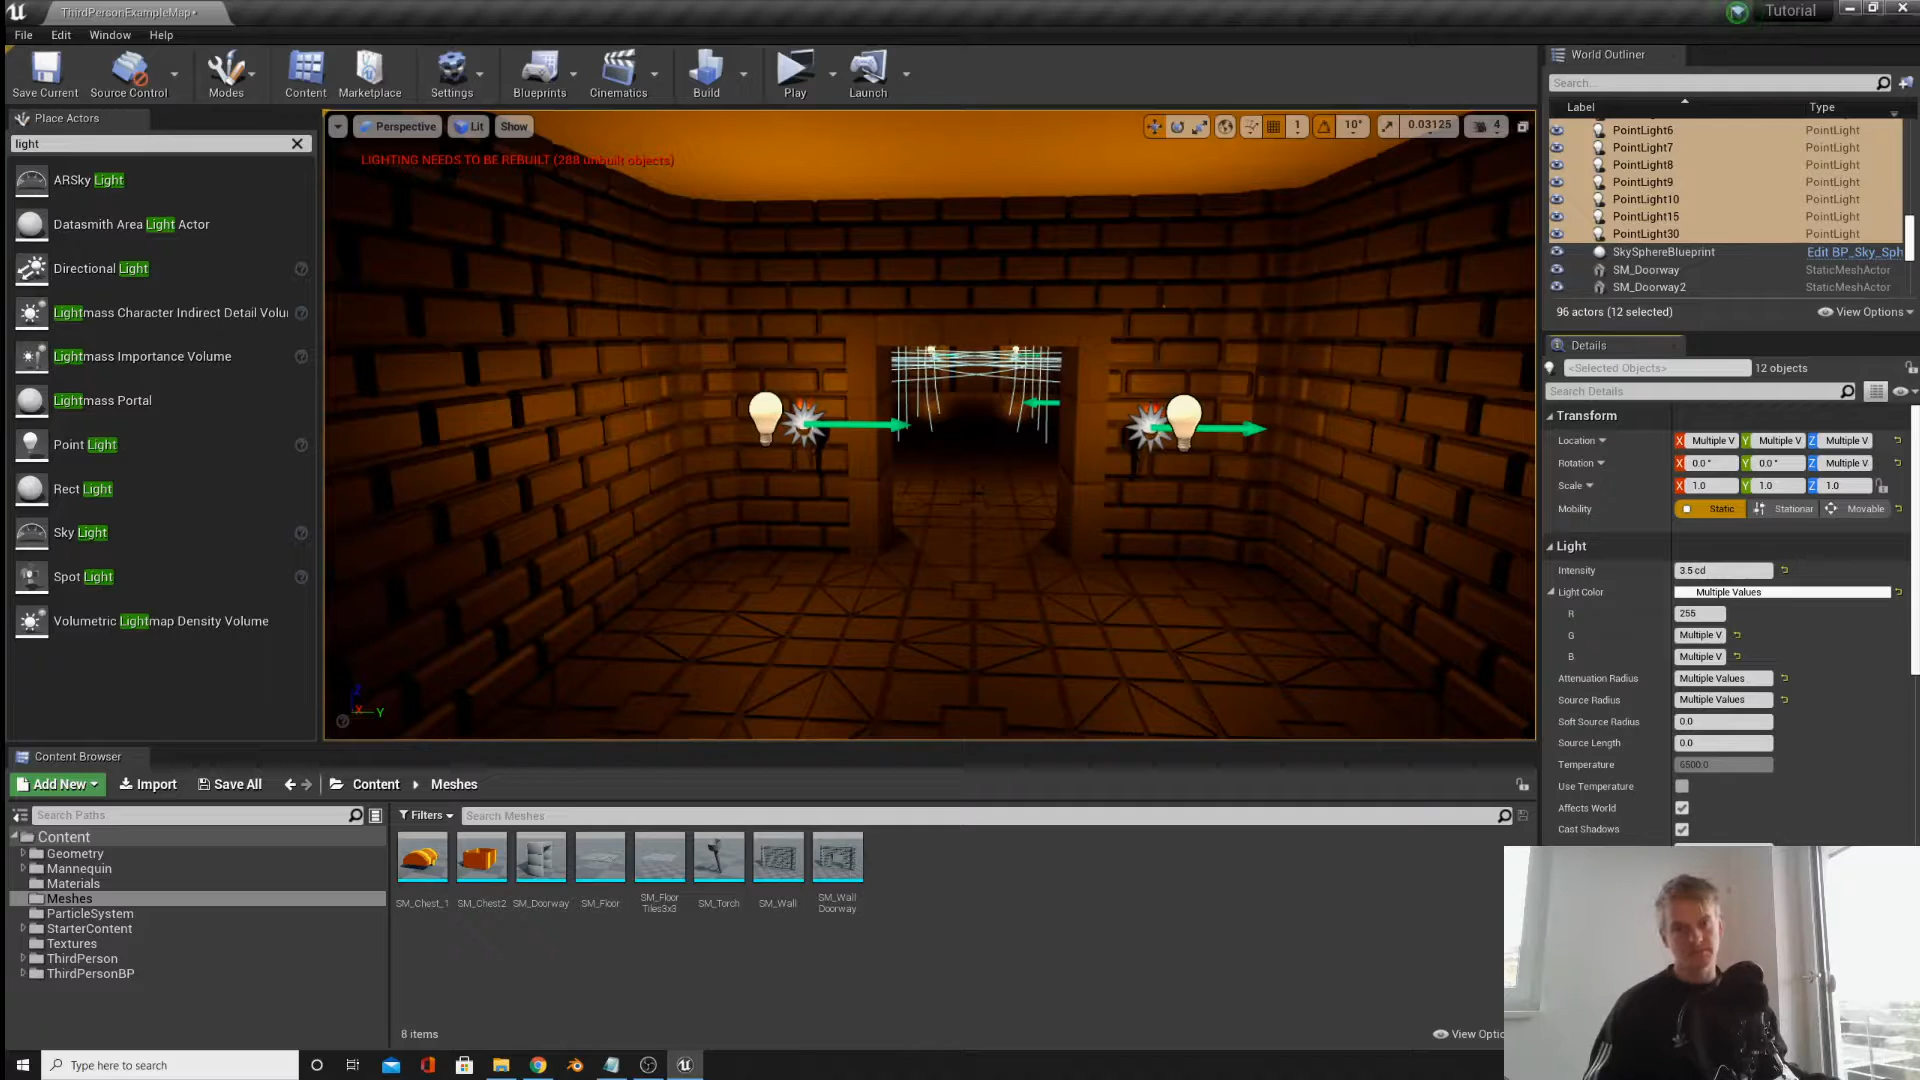 ThirdPersonExampleMap*
Tutorial
File Edit Window Help
Save Current
Source Control
Modes
Content
Marketplace
Settings
Blueprints
Cinematics
Build
Play
Launch
Place Actors
light
ARSky Light
Datasmith Area Light Actor
Directional Light
Lightmass Character Indirect Detail Volu
Lightmass Importance Volume
Lightmass Portal
Point Light
Rect Light
Sky Light
Spot Light
Volumetric Lightmap Density Volume
Perspective Lit Show
1 10° 0.03125 4
LIGHTING NEEDS TO BE REBUILT (288 unbuilt objects)
Z
X Y
World Outliner
Search...
Label Type
PointLight6 PointLight
PointLight7 PointLight
PointLight8 PointLight
PointLight9 PointLight
PointLight10 PointLight
PointLight15 PointLight
PointLight30 PointLight
SkySphereBlueprint Edit BP_Sky_Sph
SM_Doorway StaticMeshActor
SM_Doorway2 StaticMeshActor
96 actors (12 selected) View Options
Details
<Selected Objects> 12 objects
Search Details
Transform
Location X Multiple V Y Multiple V Z Multiple V
Rotation X 0.0 ° Y 0.0 ° Z Multiple V
Scale X 1.0 Y 1.0 Z 1.0
Mobility Static Stationar Movable
Light
Intensity 3.5 cd
Light Color Multiple Values
R 255
G Multiple V
B Multiple V
Attenuation Radius Multiple Values
Source Radius Multiple Values
Soft Source Radius 0.0
Source Length 0.0
Temperature 6500.0
Use Temperature
Affects World
Cast Shadows
Content Browser
Add New Import Save All Content Meshes
Search Paths
Filters Search Meshes
Content
Geometry
Mannequin
Materials
Meshes
ParticleSystem
StarterContent
Textures
ThirdPerson
ThirdPersonBP
SM_Chest_1
SM_Chest2
SM_Doorway
SM_Floor
SM_Floor
Tiles3x3
SM_Torch
SM_Wall
SM_Wall
Doorway
8 items
View Optio
Type here to search